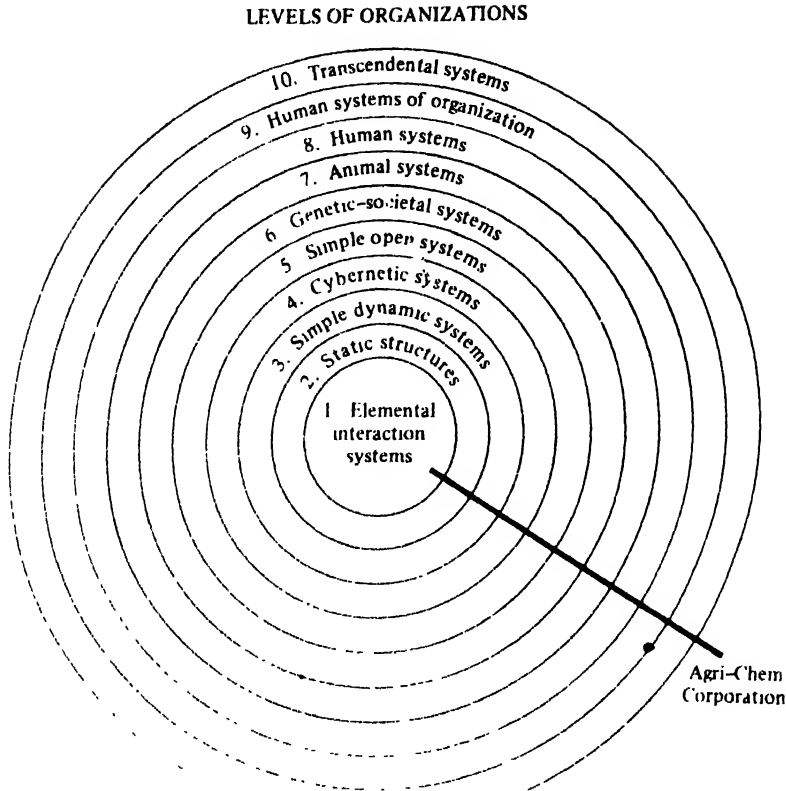 LEVELS OF ORGANIZATIONS
10. Transcendental systems
9. Human systems of organization
8. Human systems
7. Animal systems
6 Genetic-societal systems
5 Simple open systems
4. Cybernetic systems
3. Simple dynamic systems
2. Static structures
1 Elemental
interaction
systems
Agri-Chem
Corporation